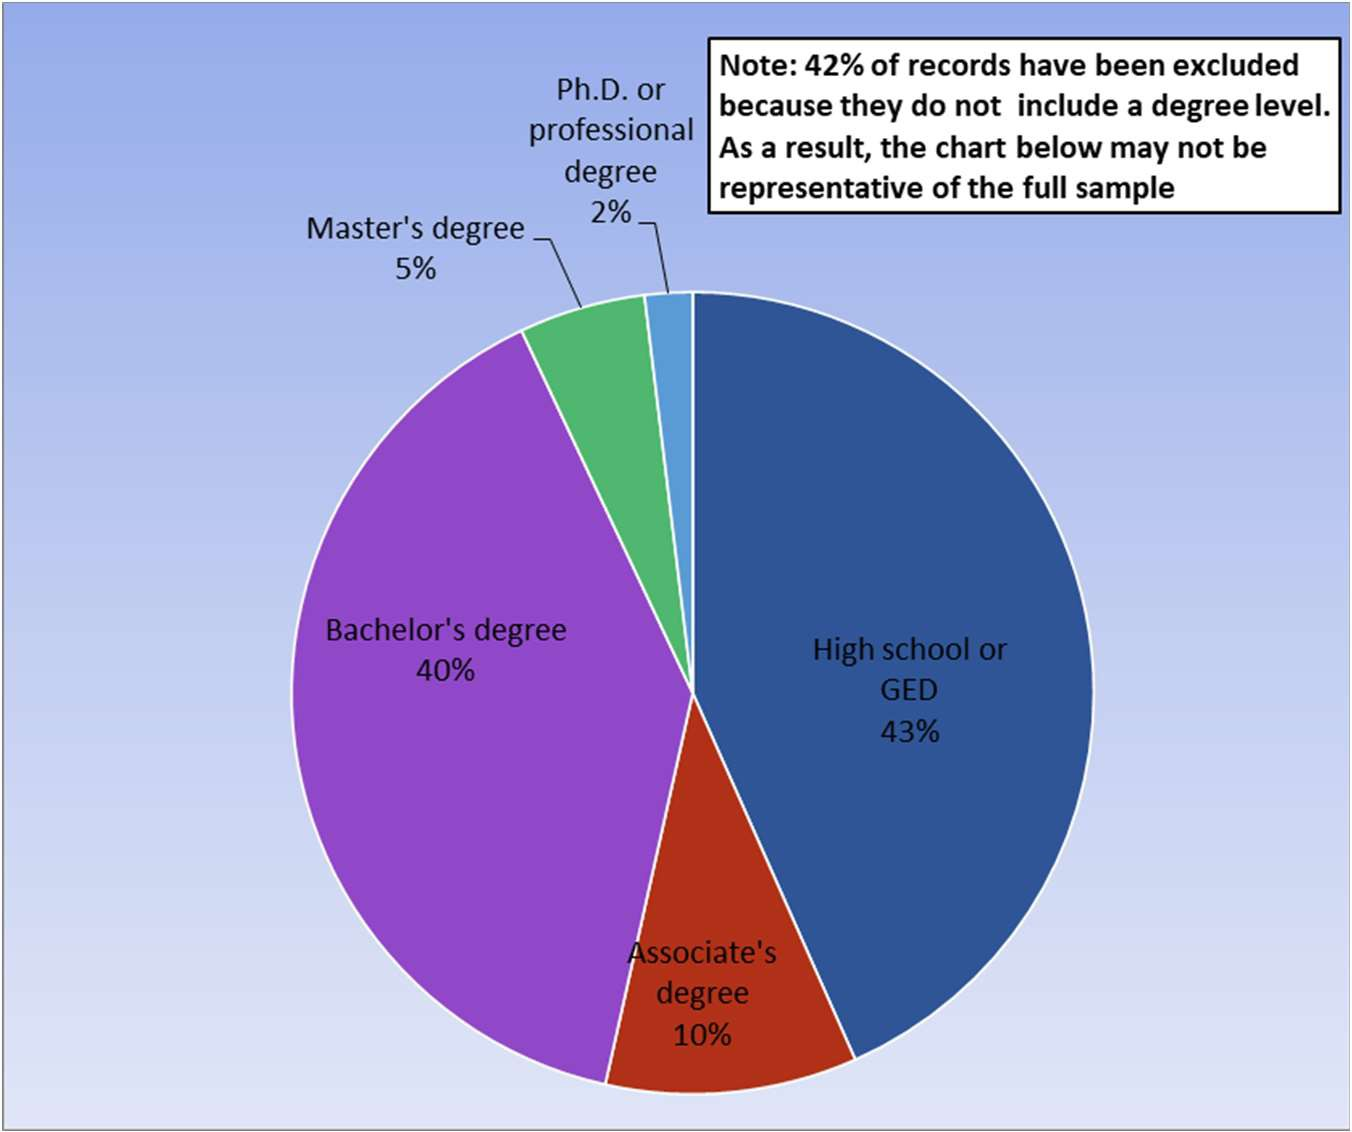 Note: 42% of records have been excluded
because they do not  include a degree level.
As a result, the chart below may not be
representative of the full sample
Ph.D. or
professional
degree
2%
Master's degree
5%
Bachelor's degree
40%
High school or
GED
43%
Associate's
degree
10%